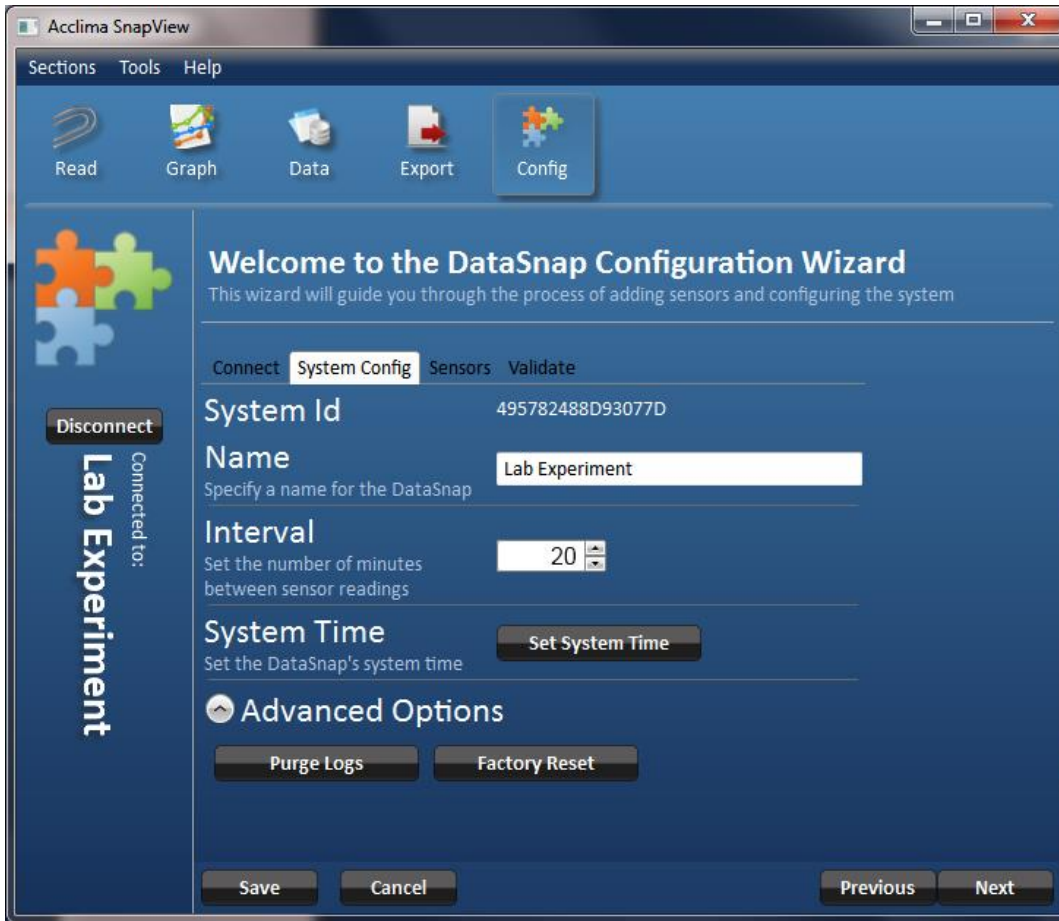 Acclima SnapView
Sections Tools Help
Read Graph Data Export Config
Welcome to the DataSnap Configuration Wizard
This wizard will guide you through the process of adding sensors and configuring the system
Connect System Config Sensors Validate
Disconnect
Connected to:
Lab Experiment
System Id 495782488D93077D
Name Lab Experiment
Specify a name for the DataSnap
Interval 20
Set the number of minutes
between sensor readings
System Time Set System Time
Set the DataSnap's system time
Advanced Options
Purge Logs Factory Reset
Save Cancel Previous Next